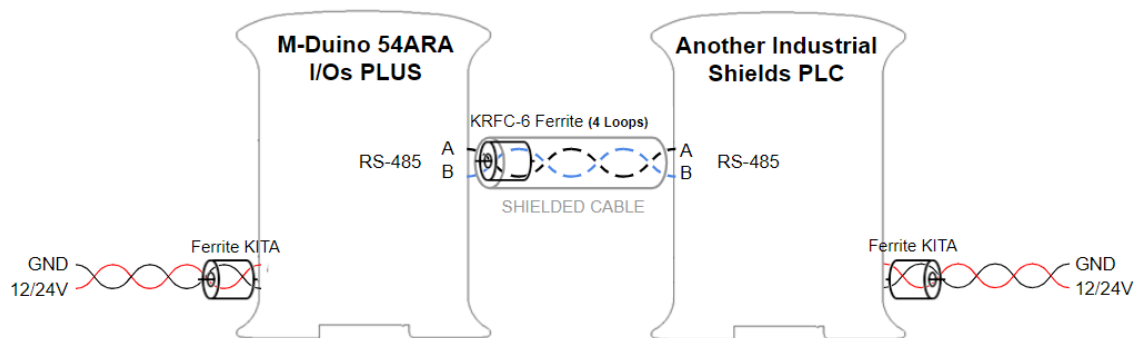 M-Duino 54ARA
I/Os PLUS
Another Industrial
Shields PLC
KRFC-6 Ferrite (4 Loops)
RS-485
A
B
A
B
RS-485
SHIELDED CABLE
Ferrite KITA
GND
12/24V
Ferrite KITA
GND
12/24V